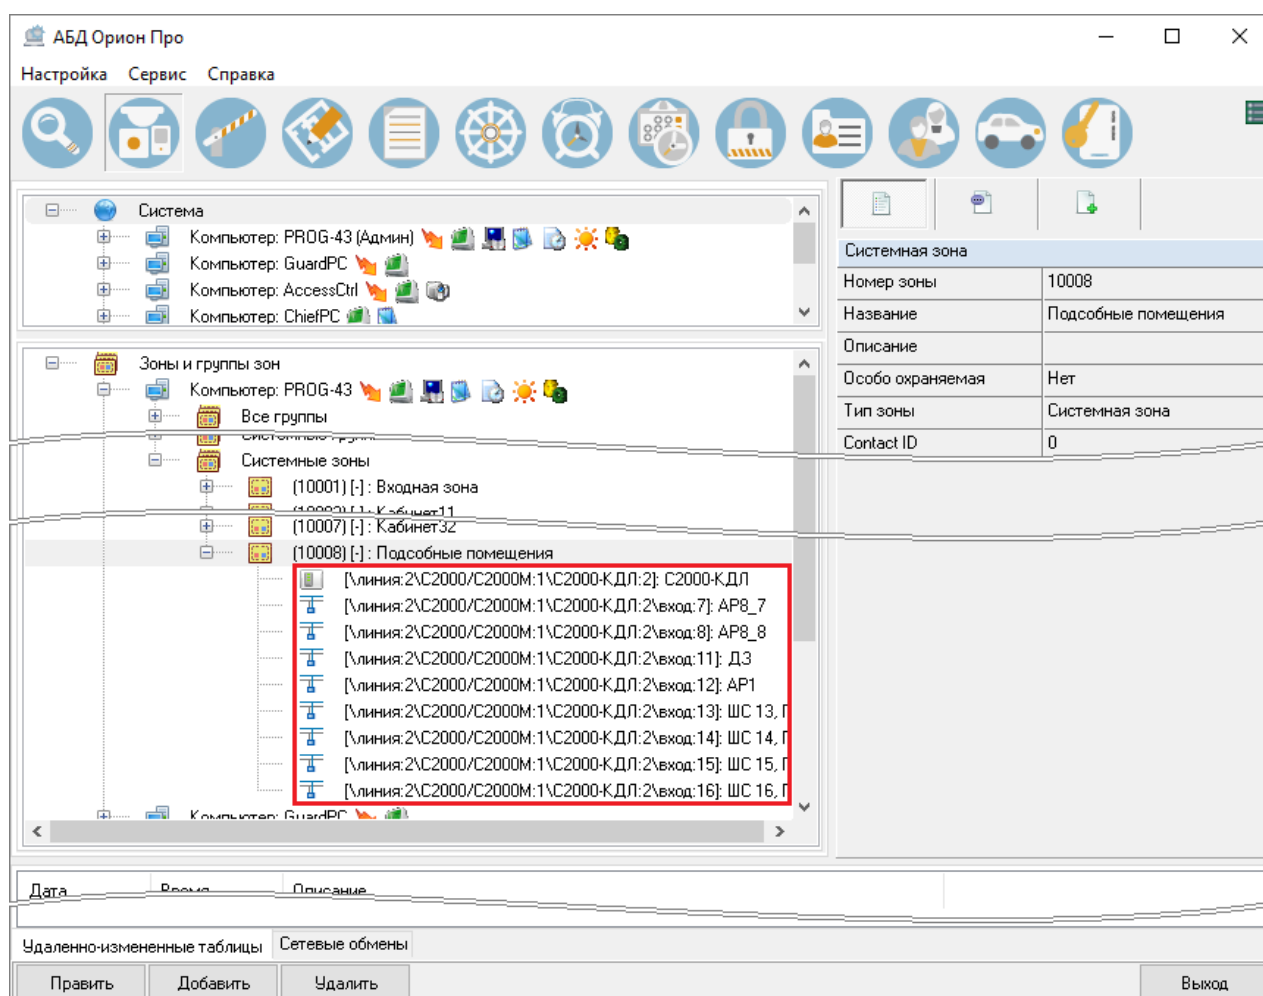 АБД Орион Про
Настройка Сервис Справка
Система
Компьютер: PROG-43 (Админ)
Компьютер: GuardPC
Компьютер: AccessCtrl
Компьютер: ChiefPC
Системная зона
Номер зоны 10008
Название Подсобные помещения
Описание
Особо охраняемая Нет
Тип зоны Системная зона
Contact ID 0
Зоны и группы зон
Компьютер: PROG-43
Все группы
Системные зоны
(10001) [-] : Входная зона
Кабинет11
(10007) [-] : Кабинет32
(10008) [-] : Подсобные помещения
[\линия:2\С2000/С2000М:1\С2000-КДЛ:2]: С2000-КДЛ
[\линия:2\С2000/С2000М:1\С2000-КДЛ:2\вход:7]: АР8_7
[\линия:2\С2000/С2000М:1\С2000-КДЛ:2\вход:8]: АР8_8
[\линия:2\С2000/С2000М:1\С2000-КДЛ:2\вход:11]: ДЗ
[\линия:2\С2000/С2000М:1\С2000-КДЛ:2\вход:12]: АР1
[\линия:2\С2000/С2000М:1\С2000-КДЛ:2\вход:13]: ШС 13,
[\линия:2\С2000/С2000М:1\С2000-КДЛ:2\вход:14]: ШС 14,
[\линия:2\С2000/С2000М:1\С2000-КДЛ:2\вход:15]: ШС 15,
[\линия:2\С2000/С2000М:1\С2000-КДЛ:2\вход:16]: ШС 16,
Компьютер: GuardPC
Дата Время Описание
Удаленно-измененные таблицы Сетевые обмены
Править Добавить Удалить Выход